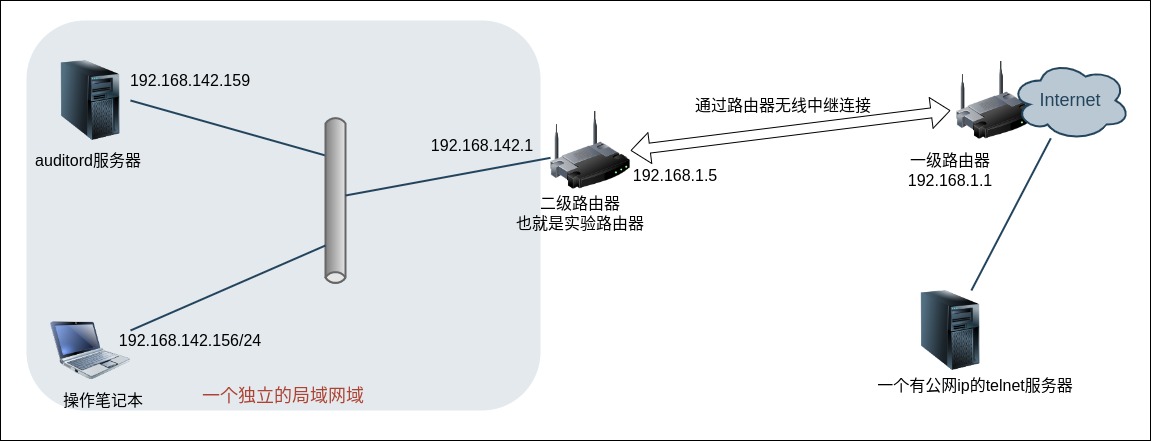 192.168.142.159
auditord服务器
192.168.142.1
通过路由器无线中继连接
Internet
192.168.1.5
一级路由器
192.168.1.1
二级路由器
也就是实验路由器
192.168.142.156/24
操作笔记本
一个独立的局域网域
一个有公网ip的telnet服务器